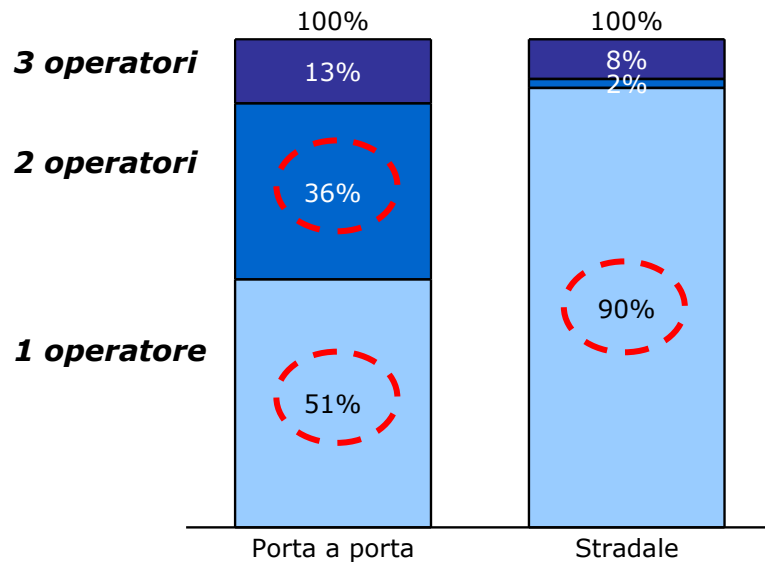 100%
100%
3 operatori
13%
8%
2%
2 operatori
36%
1 operatore
90%
51%
Porta a porta
Stradale